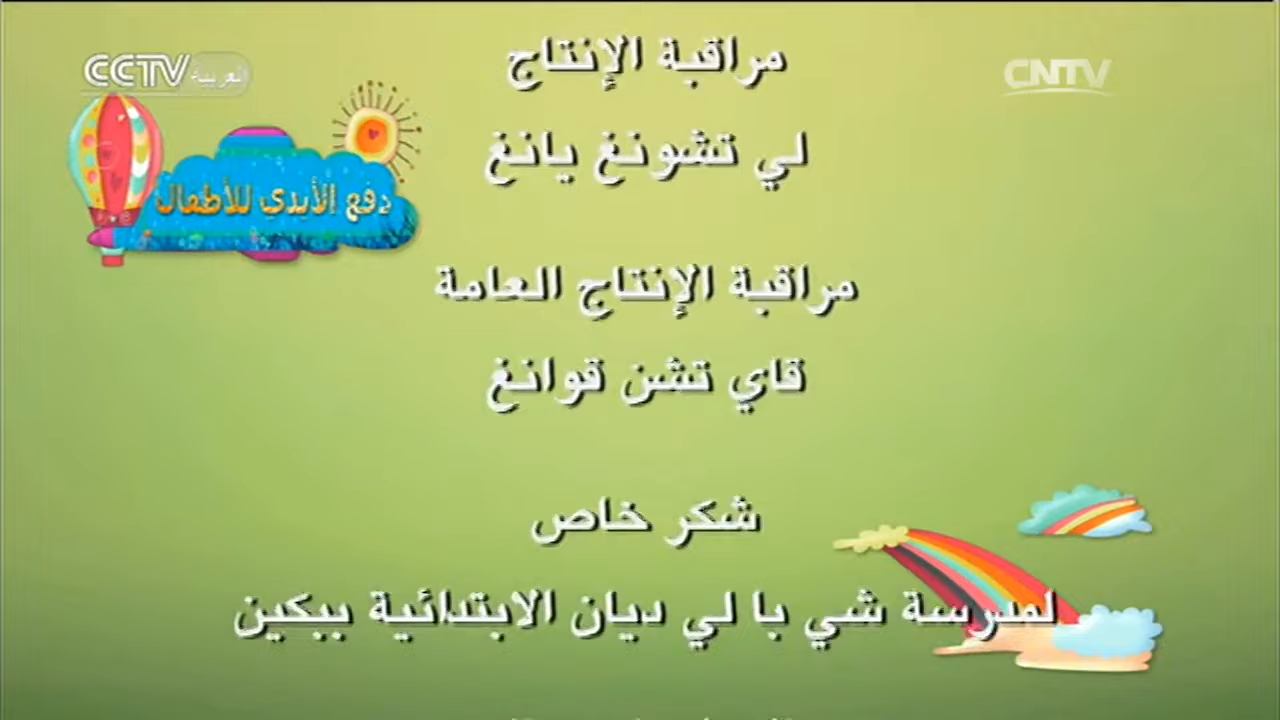 مراقبة الإنتاج
CCTV العربية
CNTV
لي تشونغ يانغ
دفع الأيدي للأطفال
مراقبة الإنتاج العامة
قاي تشن قوانغ
شكر خاص
لمدرسة شي با لي ديان الابتدائية ببكين